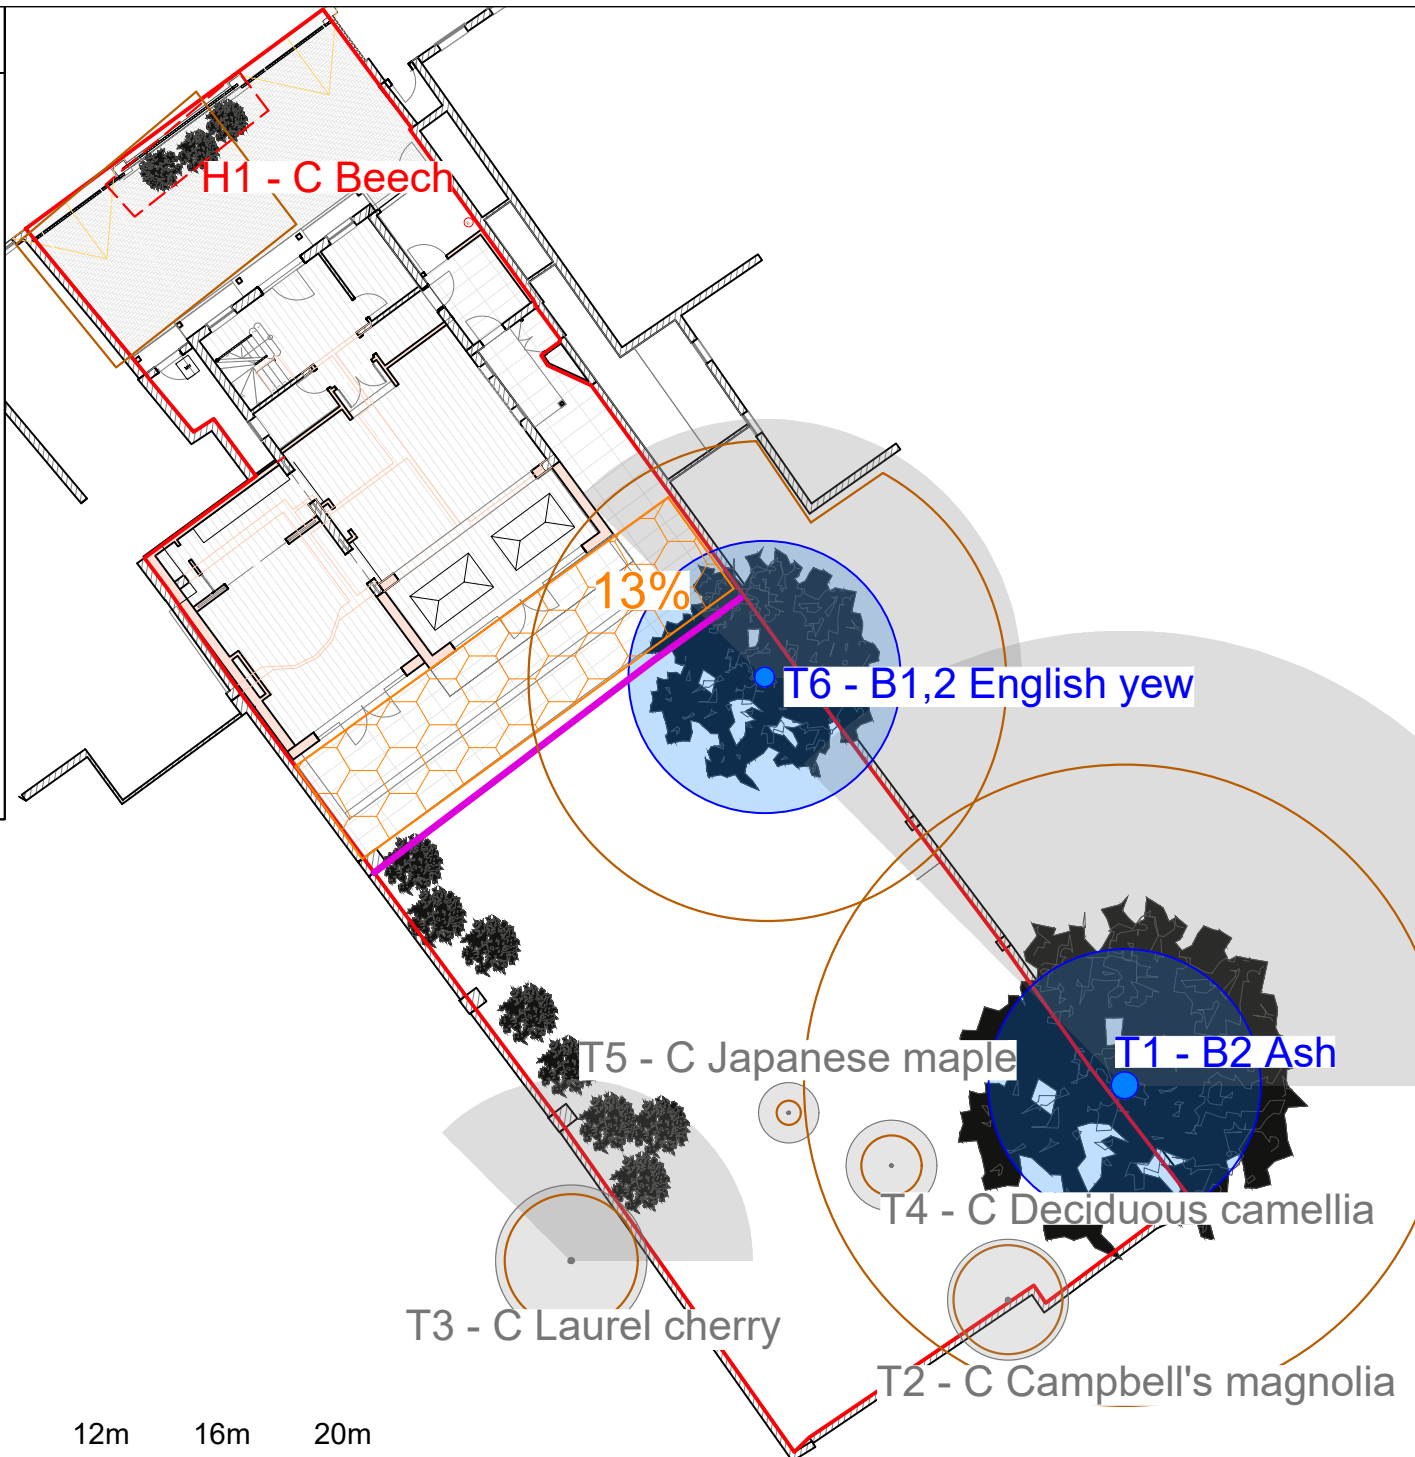 H1 - C Beech
13%
T6 - B1,2 English yew
T5 - C Japanese maple
T1 - B2 Ash
T4 - C Deciduous camellia
T3 - C Laurel cherry
T2 - C Campbell's magnolia
12m 16m 20m